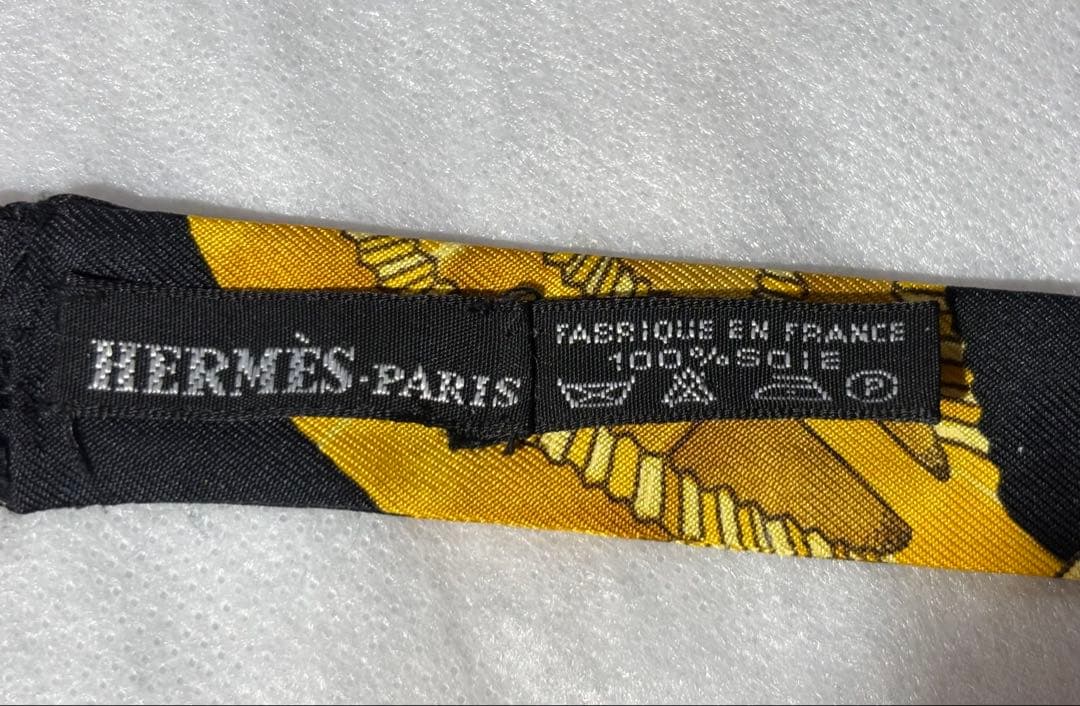 HERMÈS-PARIS
FABRIQUE EN FRANCE
100% SOIE
P